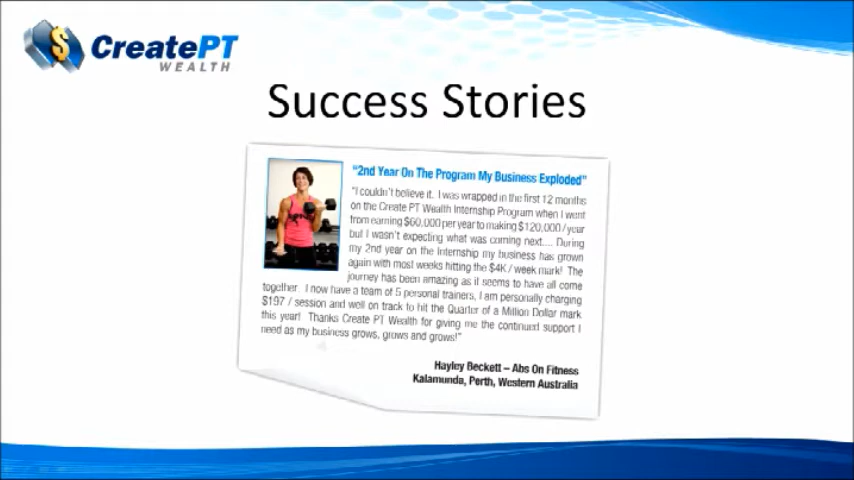 CreatePT
WEALTH
Success Stories
“2nd Year On The Program My Business Exploded”
“I couldn’t believe it. I was wrapped in the first 12 months
on the Create PT Wealth Internship Program when I went
from earning $60,000 per year to making $120,000 / year
but I wasn’t expecting what was coming next.... During
my 2nd year on the Internship my business has grown
again with most weeks hitting the $4K / week mark! The
journey has been amazing as it seems to have all come
together. I now have a team of 5 personal trainers, I am personally charging
$197 / session and well on track to hit the Quarter of a Million Dollar mark
this year! Thanks Create PT Wealth for giving me the continued support I
need as my business grows, grows and grows!”
Hayley Beckett – Abs On Fitness
Kalamunda, Perth, Western Australia